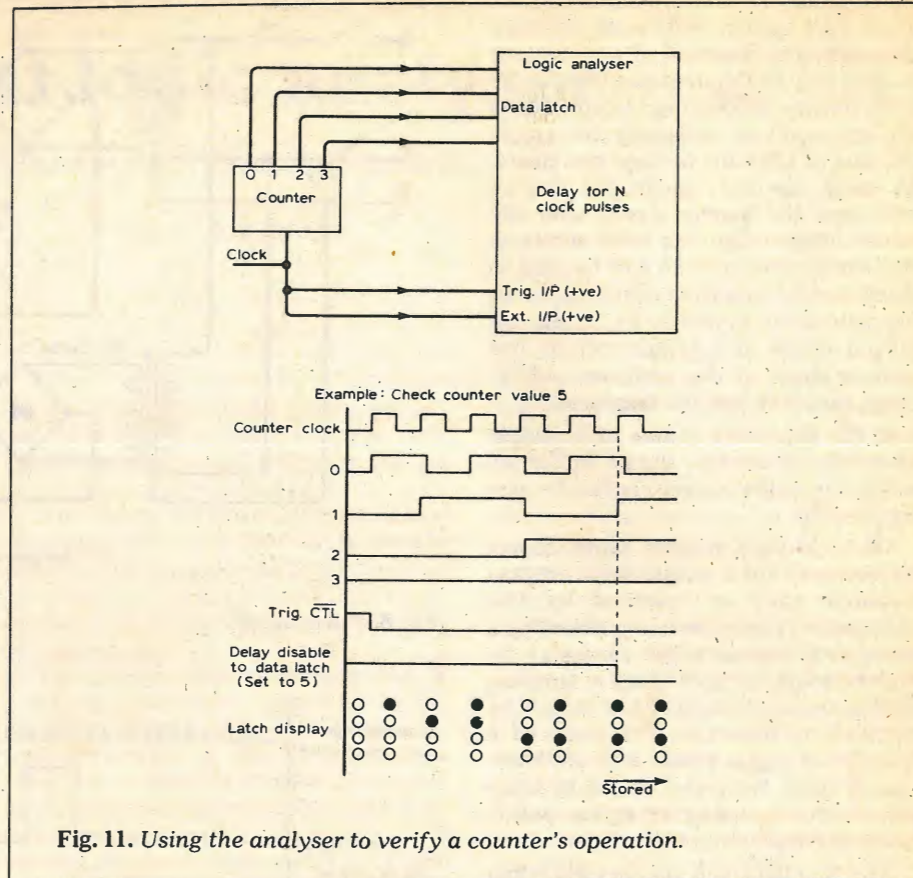 Logic analyser
Data latch
0 1 2 3
Counter
Delay for N
clock pulses
Clock
Trig. I/P (+ve)
Ext. I/P (+ve)
Example: Check counter value 5
Counter clock
0
1
2
3
Trig. C̅T̅L̅
Delay disable
to data latch
(Set to 5)
Latch display
Stored
Fig. 11. Using the analyser to verify a counter's operation.